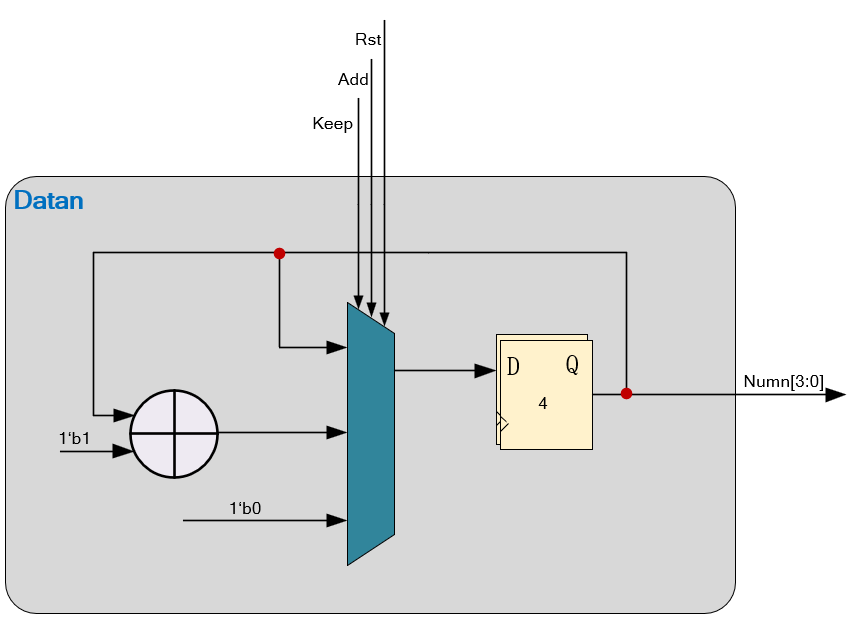 Rst
Add
Keep
Datan
D Q
4
Numn[3:0]
1‘b1
1‘b0